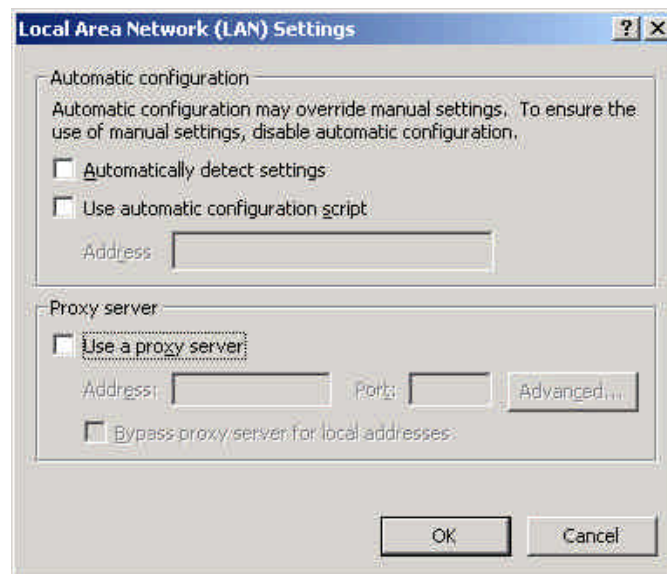 Local Area Network (LAN) Settings
Automatic configuration
Automatic configuration may override manual settings. To ensure the
use of manual settings, disable automatic configuration.
Automatically detect settings
Use automatic configuration script
Address
Proxy server
Use a proxy server
Address: Port: Advanced...
Bypass proxy server for local addresses
OK Cancel